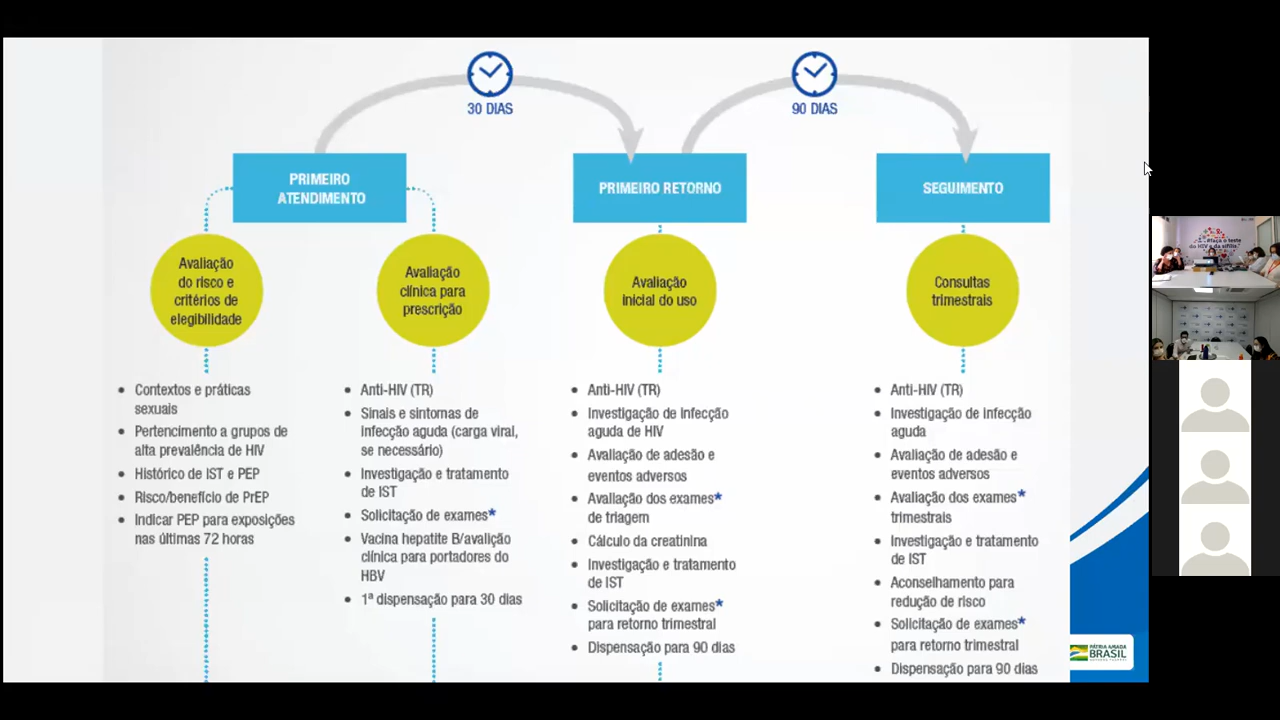 30 DIAS
90 DIAS
PRIMEIRO
ATENDIMENTO
PRIMEIRO RETORNO
SEGUIMENTO
Avaliação
do risco e
critérios de
elegibilidade
Avaliação
clínica para
prescrição
Avaliação
inicial do uso
Consultas
trimestrais
• Contextos e práticas
sexuais
• Pertencimento a grupos de
alta prevalência de HIV
• Histórico de IST e PEP
• Risco/benefício de PrEP
• Indicar PEP para exposições
nas últimas 72 horas
• Anti-HIV (TR)
• Sinais e sintomas de
infecção aguda (carga viral,
se necessário)
• Investigação e tratamento
de IST
• Solicitação de exames*
• Vacina hepatite B/avalição
clínica para portadores do
HBV
• 1ª dispensação para 30 dias
• Anti-HIV (TR)
• Investigação de infecção
aguda de HIV
• Avaliação de adesão e
eventos adversos
• Avaliação dos exames*
de triagem
• Cálculo da creatinina
• Investigação e tratamento
de IST
• Solicitação de exames*
para retorno trimestral
• Dispensação para 90 dias
• Anti-HIV (TR)
• Investigação de infecção
aguda
• Avaliação de adesão e
eventos adversos
• Avaliação dos exames*
trimestrais
• Investigação e tratamento
de IST
• Aconselhamento para
redução de risco
• Solicitação de exames*
para retorno trimestral
• Dispensação para 90 dias
PÁTRIA AMADA
BRASIL
#faça o teste
do HIV e da sífilis